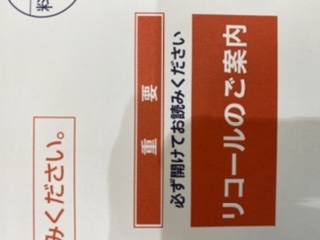 料
重要
必ず開けてお読みください
リコールのご案内
みください。